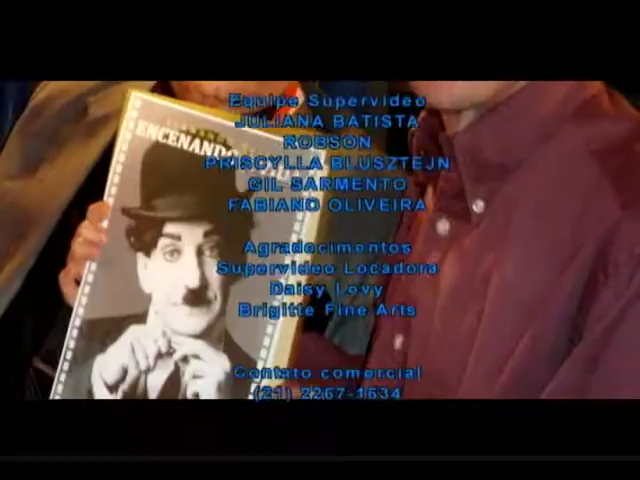 Equipe Supervideo
JULIANA BATISTA
ROBSON
PRISCYLLA BLUSZTEJN
GIL SARMENTO
FABIANO OLIVEIRA
ENCENANDO
Agradecimentos
Supervideo Locadora
Daisy Levy
Brigitte Fine Arts
Contato comercial
(21) 2267-1634